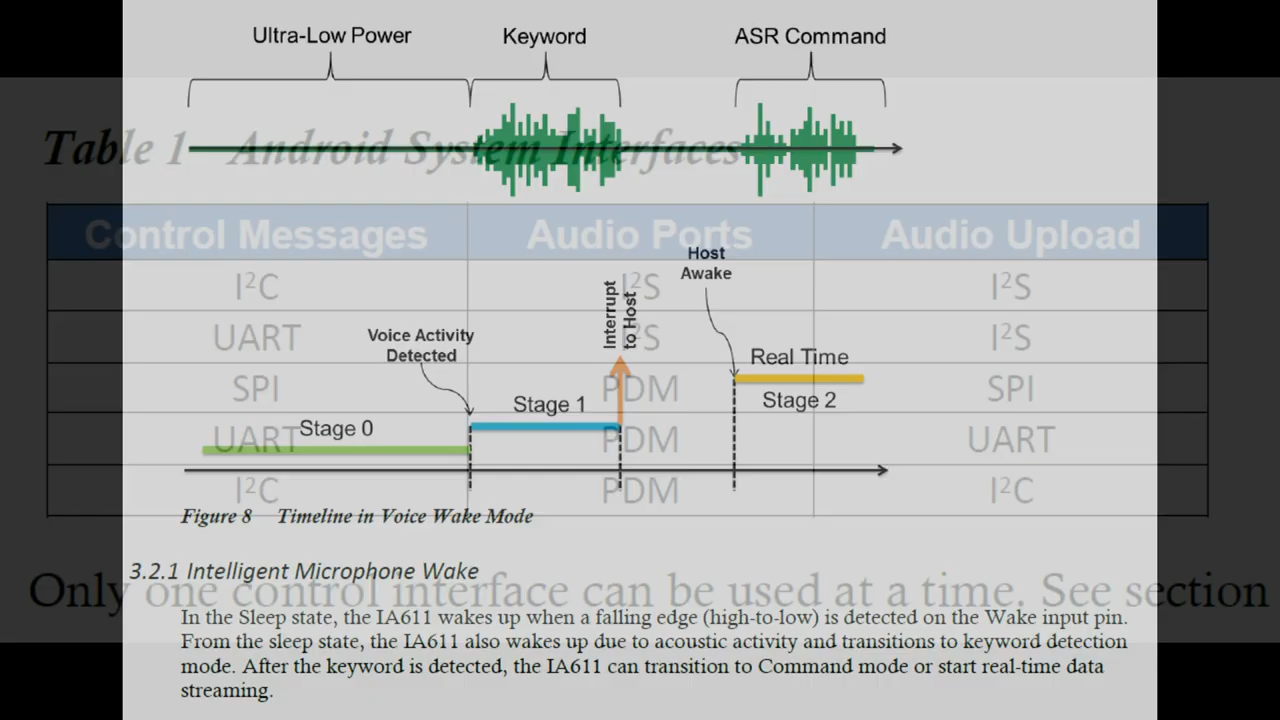 Ultra-Low Power Keyword ASR Command
Table 1 Android System Interfaces
Control Messages Audio Ports Audio Upload
Host
Awake
I²C I²S I²S
Interrupt
to Host
UART I²S I²S
Voice Activity
Detected
Real Time
SPI PDM SPI
Stage 1 Stage 2
Stage 0
UART PDM UART
I²C PDM I²C
Figure 8 Timeline in Voice Wake Mode
3.2.1 Intelligent Microphone Wake
Only one control interface can be used at a time. See section
In the Sleep state, the IA611 wakes up when a falling edge (high-to-low) is detected on the Wake input pin.
From the sleep state, the IA611 also wakes up due to acoustic activity and transitions to keyword detection
mode. After the keyword is detected, the IA611 can transition to Command mode or start real-time data
streaming.